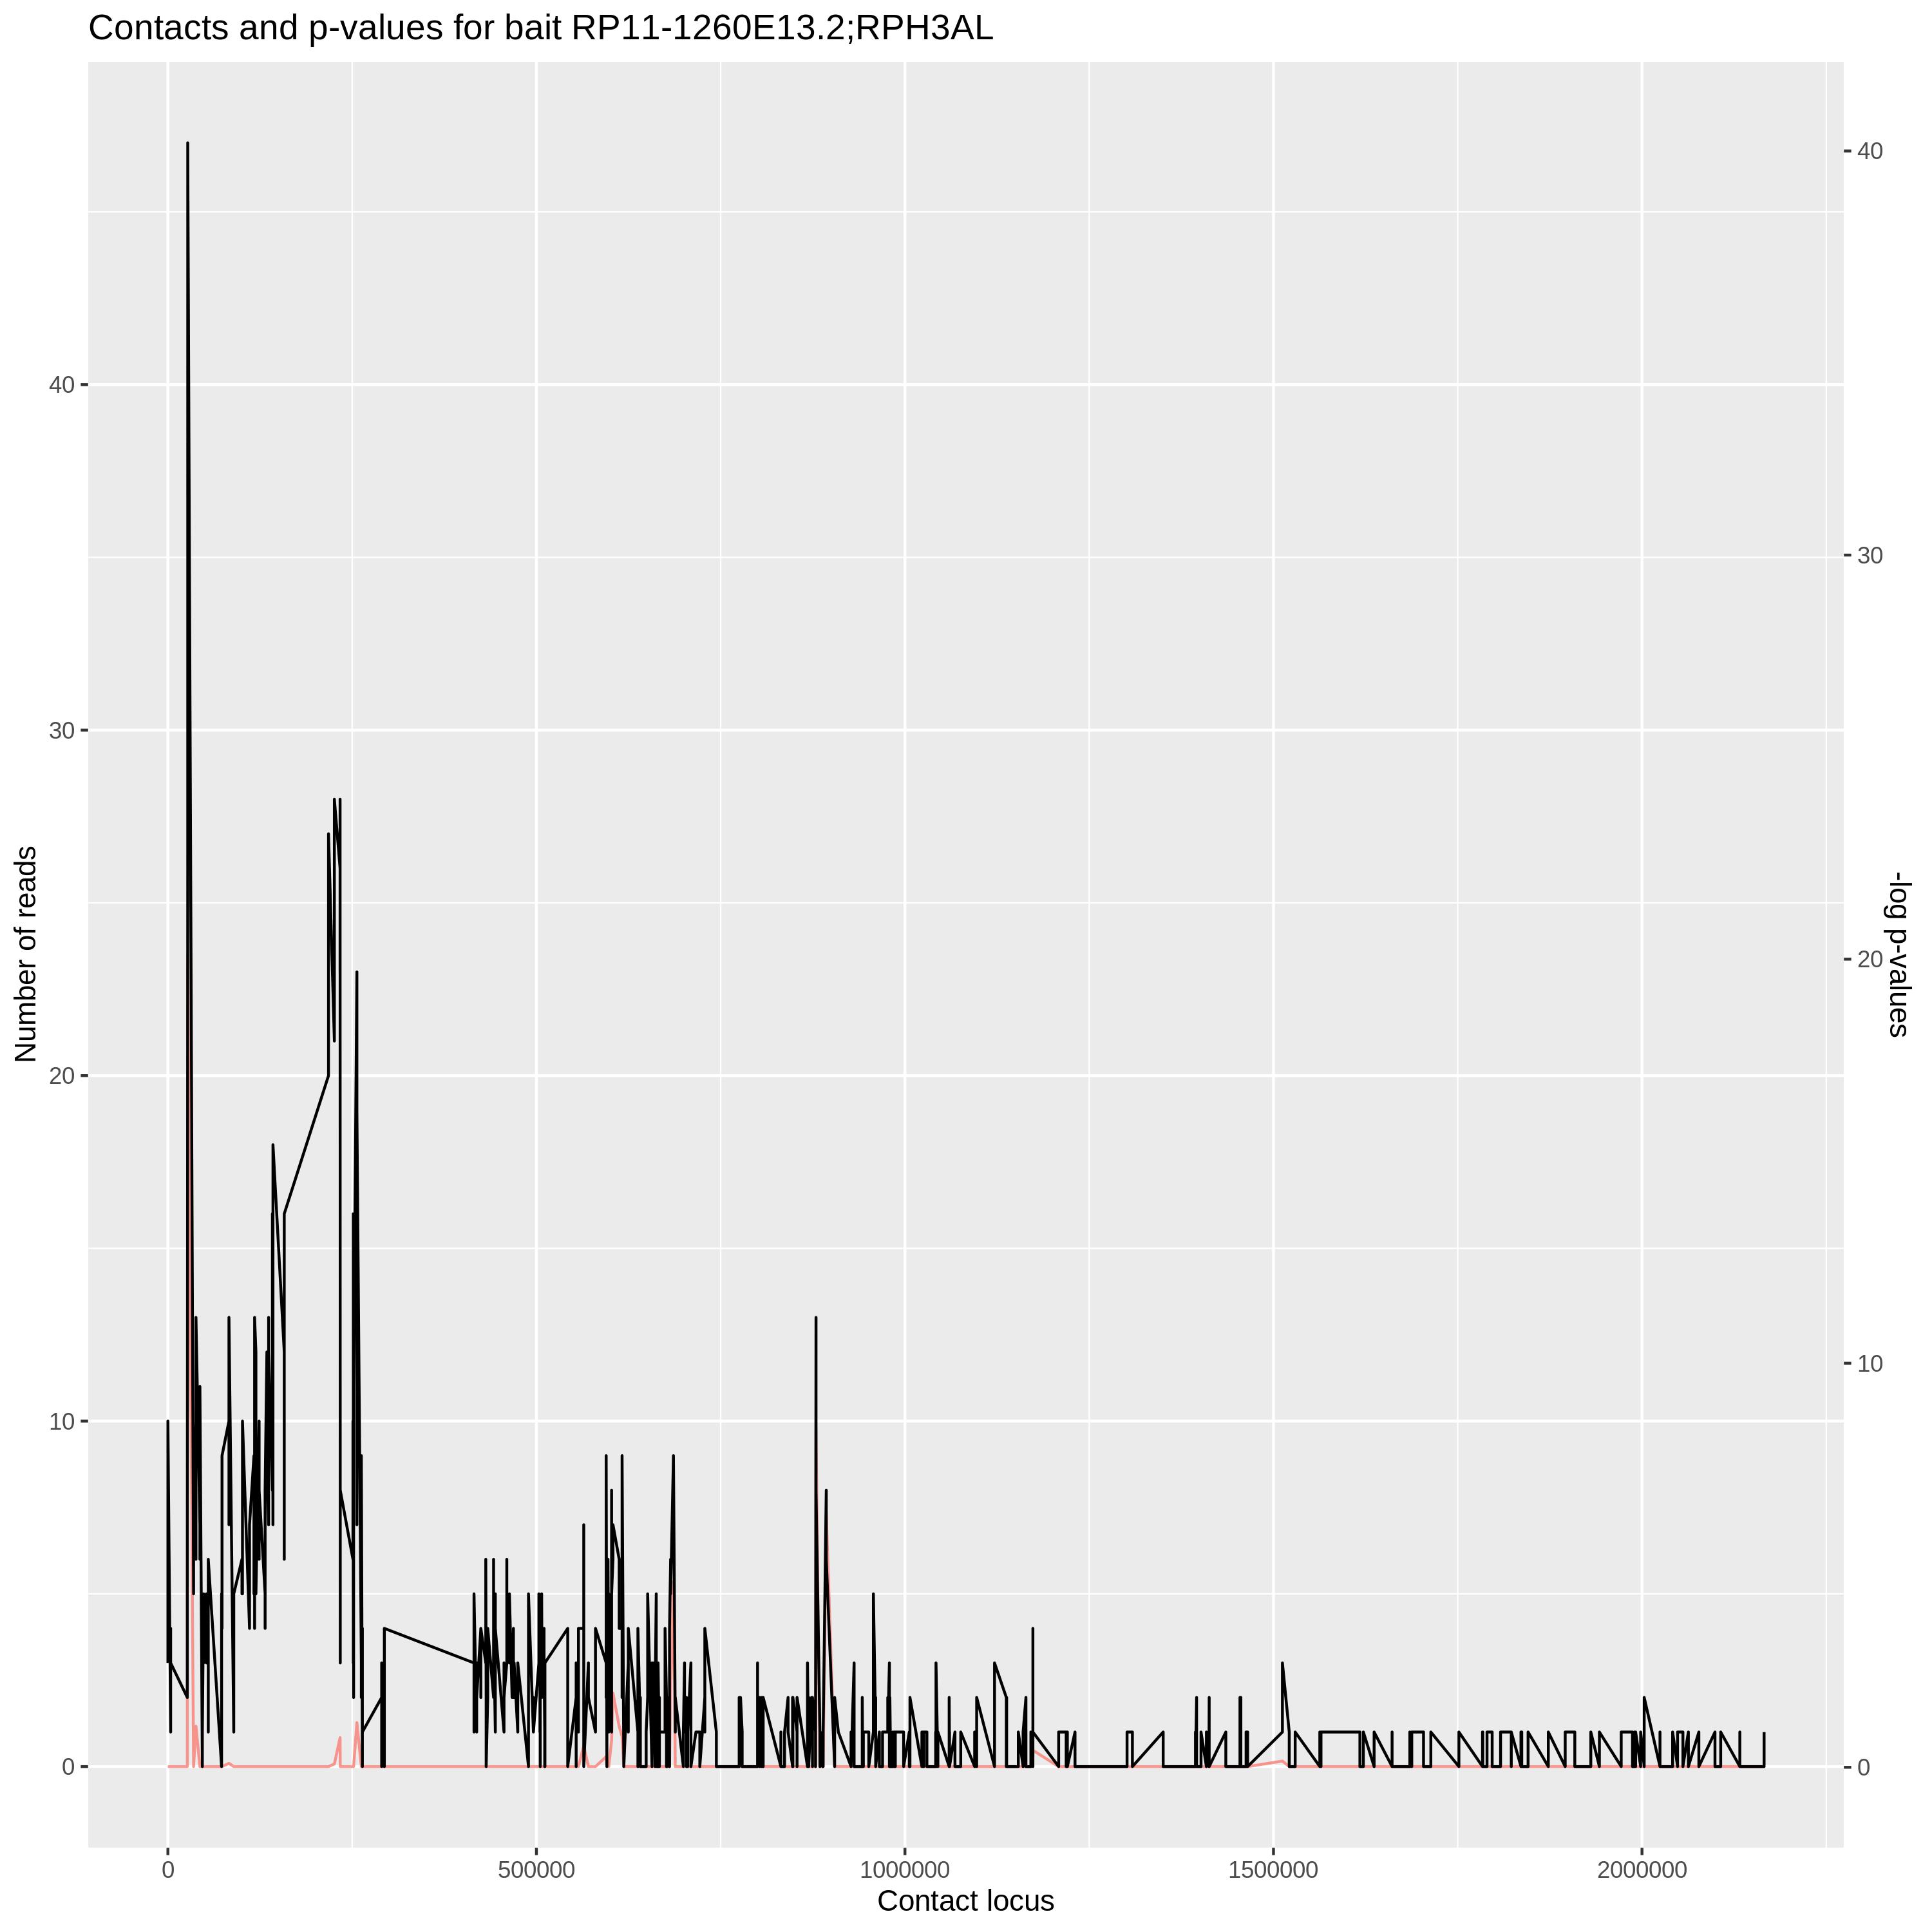 Contacts and p-values for bait RP11-1260E13.2;RPH3AL
Number of reads
40
30
20
10
0
40
30
20
10
0
-log p-values
0 500000 1000000 1500000 2000000
Contact locus